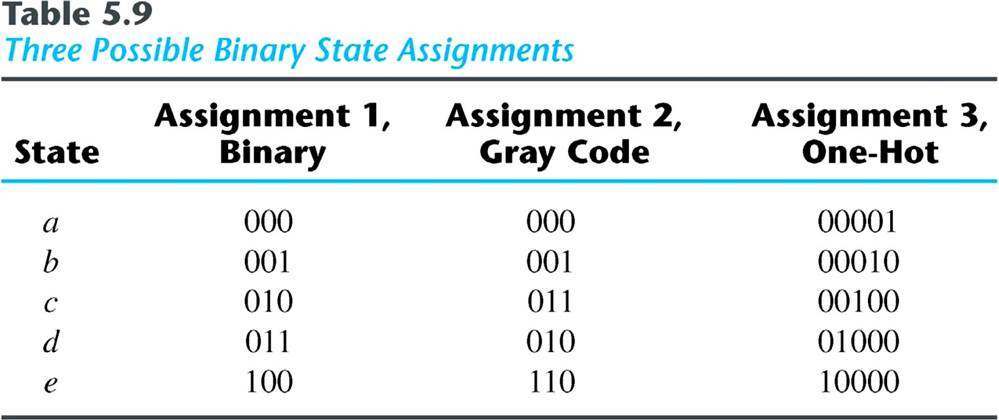 Table 5.9
Three Possible Binary State Assignments
State Assignment 1, Binary Assignment 2, Gray Code Assignment 3, One-Hot
a 000 000 00001
b 001 001 00010
c 010 011 00100
d 011 010 01000
e 100 110 10000